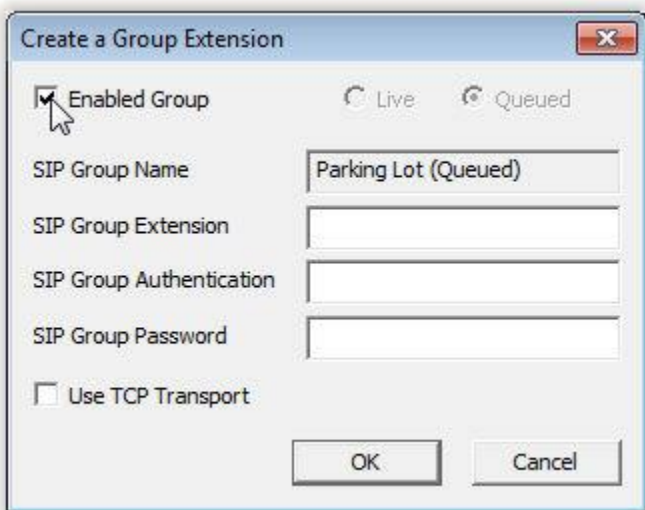 Create a Group Extension
Enabled Group Live Queued
SIP Group Name Parking Lot (Queued)
SIP Group Extension
SIP Group Authentication
SIP Group Password
Use TCP Transport
OK Cancel